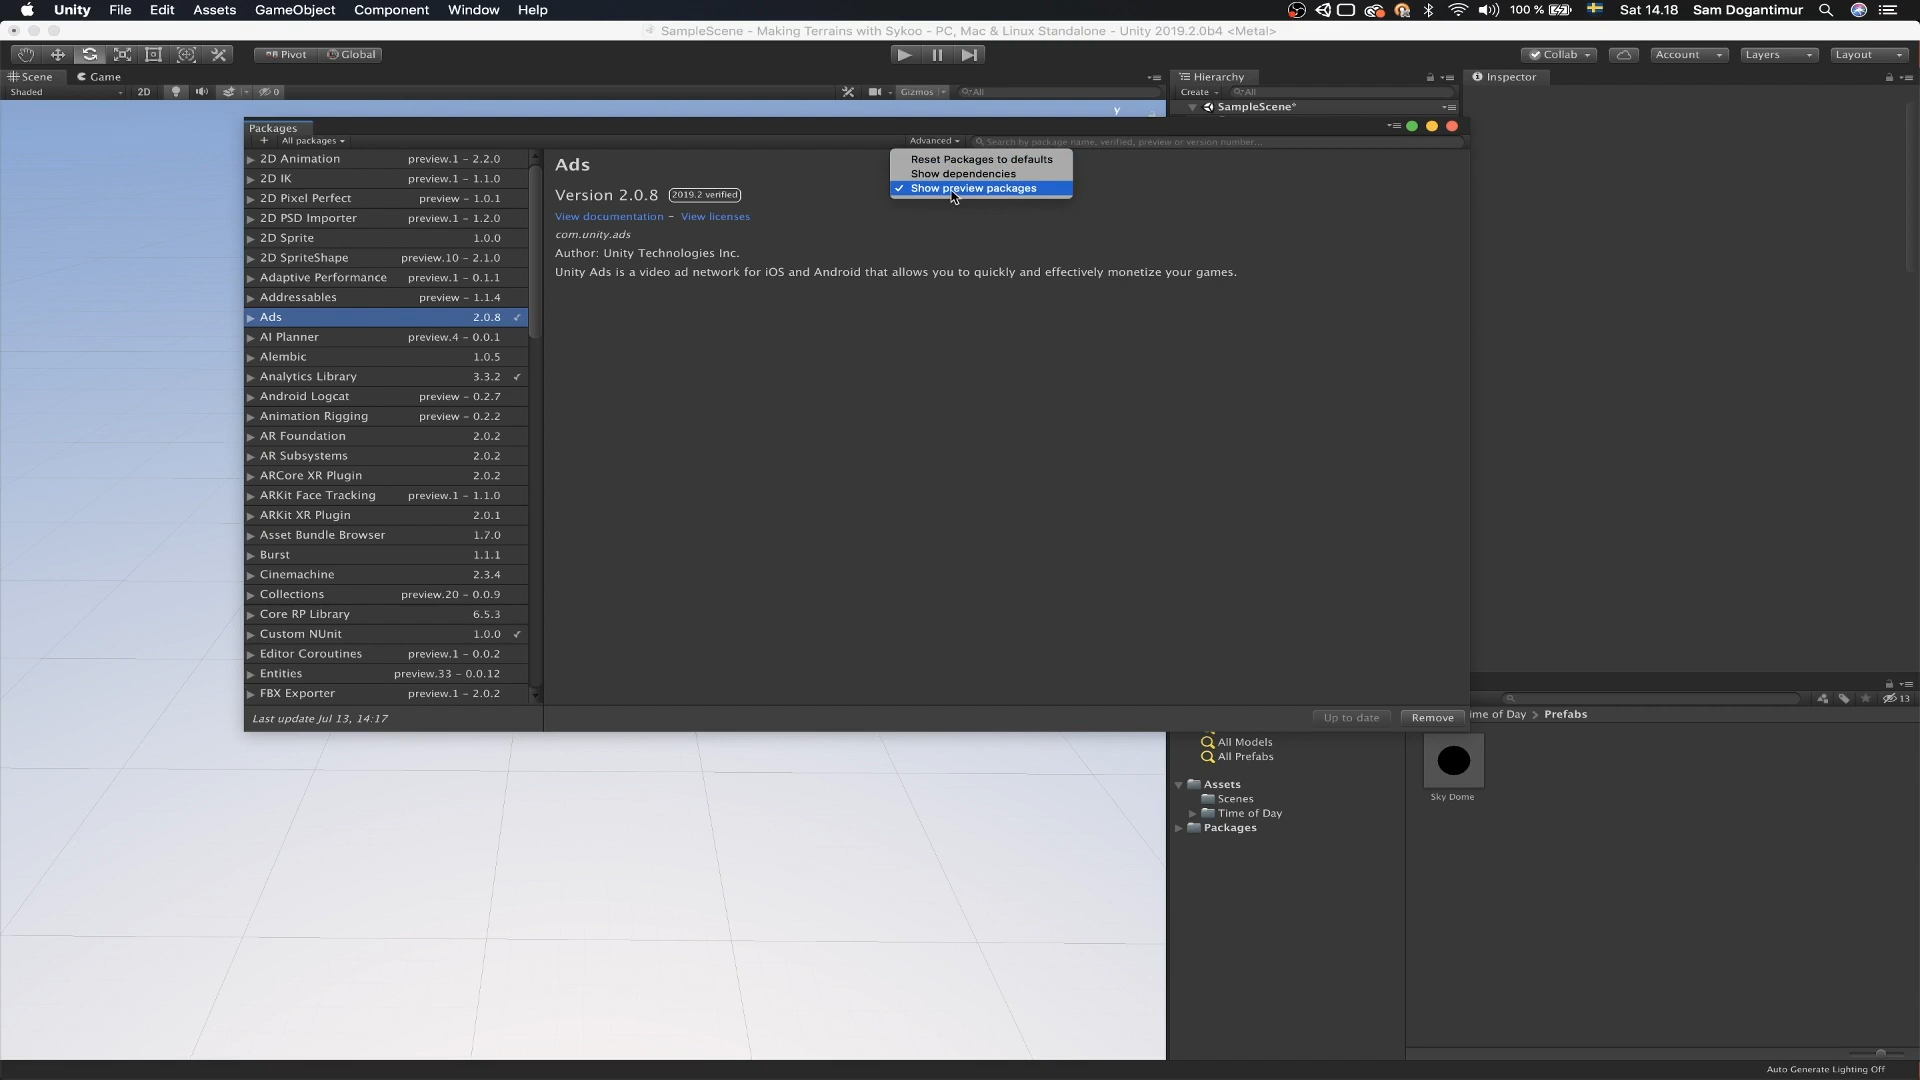 Unity File Edit Assets GameObject Component Window Help 100 % Sat 14.18 Sam Dogantimur
SampleScene - Making Terrains with Sykoo - PC, Mac & Linux Standalone - Unity 2019.2.0b4 <Metal>
Pivot Global Collab Account Layers Layout
Scene Game Hierarchy Inspector
Shaded 2D 0 Gizmos All Create All
y SampleScene*
Packages
+ All packages Advanced Search by package name, verified, preview or version number...
Reset Packages to defaults
Show dependencies
Show preview packages
2D Animation preview.1 - 2.2.0
2D IK preview.1 - 1.1.0
2D Pixel Perfect preview - 1.0.1
2D PSD Importer preview.1 - 1.2.0
2D Sprite 1.0.0
2D SpriteShape preview.10 - 2.1.0
Adaptive Performance preview.1 - 0.1.1
Addressables preview - 1.1.4
Ads 2.0.8
AI Planner preview.4 - 0.0.1
Alembic 1.0.5
Analytics Library 3.3.2
Android Logcat preview - 0.2.7
Animation Rigging preview - 0.2.2
AR Foundation 2.0.2
AR Subsystems 2.0.2
ARCore XR Plugin 2.0.2
ARKit Face Tracking preview.1 - 1.1.0
ARKit XR Plugin 2.0.1
Asset Bundle Browser 1.7.0
Burst 1.1.1
Cinemachine 2.3.4
Collections preview.20 - 0.0.9
Core RP Library 6.5.3
Custom NUnit 1.0.0
Editor Coroutines preview.1 - 0.0.2
Entities preview.33 - 0.0.12
FBX Exporter preview.1 - 2.0.2
Last update Jul 13, 14:17
Ads
Version 2.0.8 2019.2 verified
View documentation - View licenses
com.unity.ads
Author: Unity Technologies Inc.
Unity Ads is a video ad network for iOS and Android that allows you to quickly and effectively monetize your games.
Up to date Remove
13
ime of Day > Prefabs
All Models
All Prefabs
Assets
Scenes
Time of Day
Packages
Sky Dome
Auto Generate Lighting Off